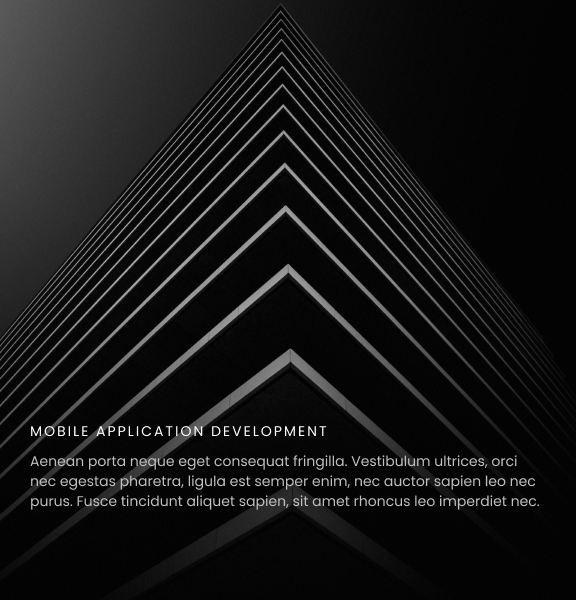 MOBILE APPLICATION DEVELOPMENT
Aenean porta neque eget consequat fringilla. Vestibulum ultrices, orci
nec egestas pharetra, ligula est semper enim, nec auctor sapien leo nec
purus. Fusce tincidunt aliquet sapien, sit amet rhoncus leo imperdiet nec.